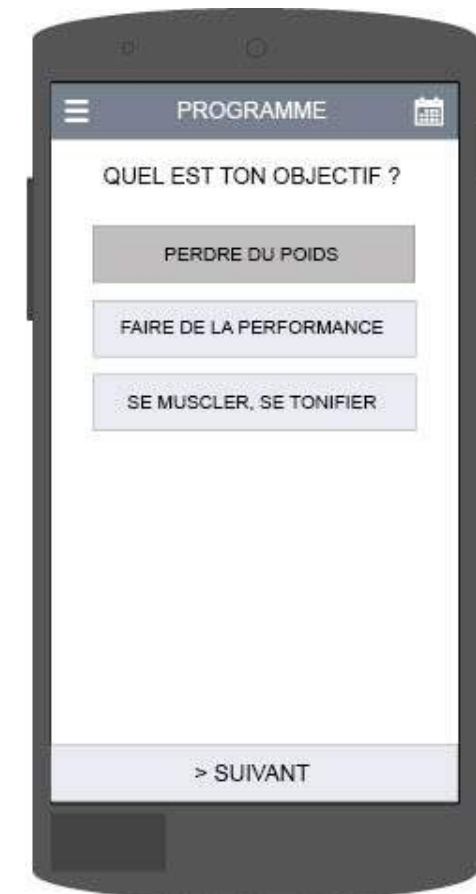 PROGRAMME
QUEL EST TON OBJECTIF ?
PERDRE DU POIDS
FAIRE DE LA PERFORMANCE
SE MUSCLER, SE TONIFIER
> SUIVANT